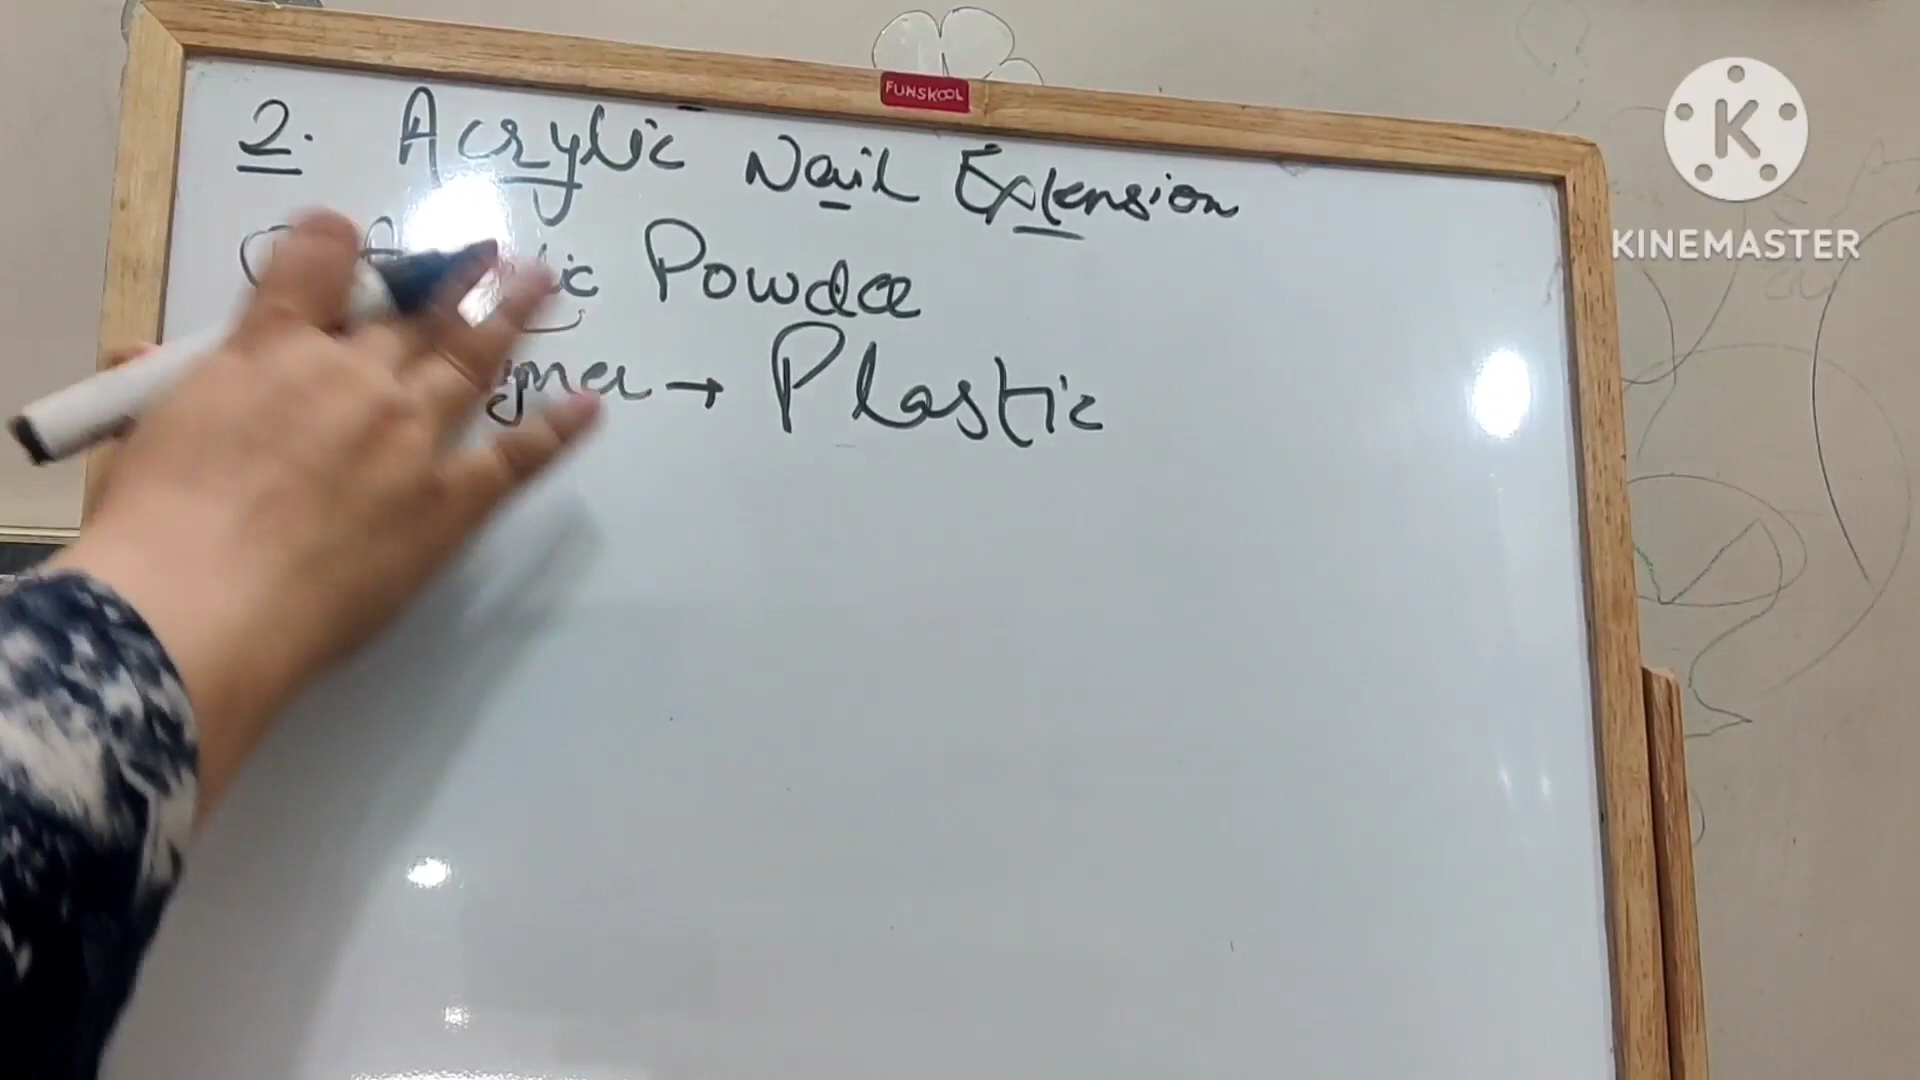 FUNSKOOL
K
KINEMASTER
2. Acrylic Nail Extension
Powder
→ Plastic